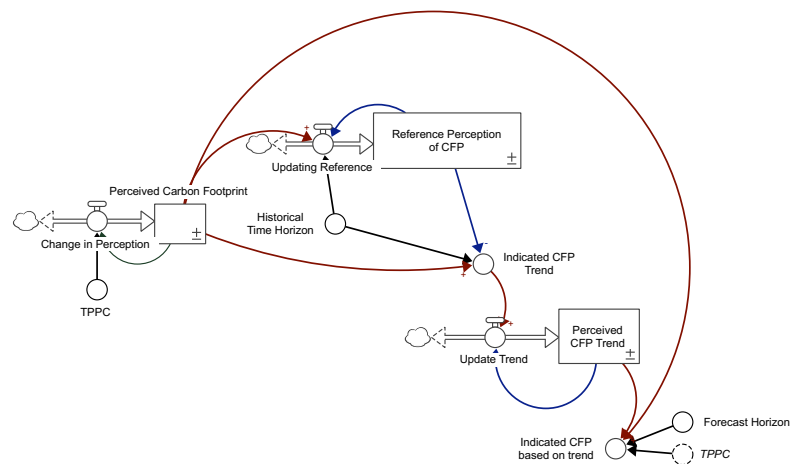 Reference Perception
of CFP
+
Updating Reference
Perceived Carbon Footprint
Historical
Time Horizon
Change in Perception
-
Indicated CFP
Trend
+
TPPC
+
Perceived
CFP Trend
Update Trend
Forecast Horizon
Indicated CFP
based on trend
TPPC